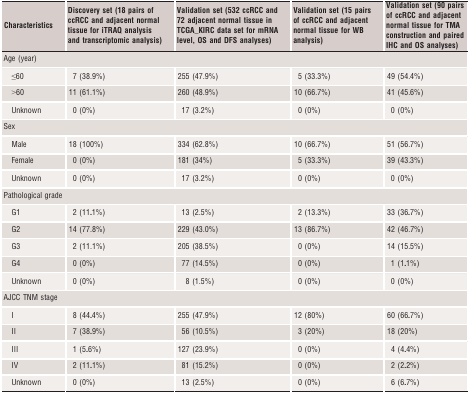 Characteristics Discovery set (18 pairs of ccRCC and adjacent normal tissue for iTRAQ analysis and transcriptomic analysis) Validation set (532 ccRCC and 72 adjacent normal tissue in TCGA_KIRC data set for mRNA level, OS and DFS analyses) Validation set (15 pairs of ccRCC and adjacent normal tissue for WB analysis) Validation set (90 pairs of ccRCC and adjacent normal tissue for TMA construction and paired IHC and OS analyses)
Age (year)
≤60 7 (38.9%) 255 (47.9%) 5 (33.3%) 49 (54.4%)
>60 11 (61.1%) 260 (48.9%) 10 (66.7%) 41 (45.6%)
Unknown 0 (0%) 17 (3.2%) 0 (0%) 0 (0%)
Sex
Male 18 (100%) 334 (62.8%) 10 (66.7%) 51 (56.7%)
Female 0 (0%) 181 (34%) 5 (33.3%) 39 (43.3%)
Unknown 0 (0%) 17 (3.2%) 0 (0%) 0 (0%)
Pathological grade
G1 2 (11.1%) 13 (2.5%) 2 (13.3%) 33 (36.7%)
G2 14 (77.8%) 229 (43.0%) 13 (86.7%) 42 (46.7%)
G3 2 (11.1%) 205 (38.5%) 0 (0%) 14 (15.5%)
G4 0 (0%) 77 (14.5%) 0 (0%) 1 (1.1%)
Unknown 0 (0%) 8 (1.5%) 0 (0%) 0 (0%)
AJCC TNM stage
I 8 (44.4%) 255 (47.9%) 12 (80%) 60 (66.7%)
II 7 (38.9%) 56 (10.5%) 3 (20%) 18 (20%)
III 1 (5.6%) 127 (23.9%) 0 (0%) 4 (4.4%)
IV 2 (11.1%) 81 (15.2%) 0 (0%) 2 (2.2%)
Unknown 0 (0%) 13 (2.5%) 0 (0%) 6 (6.7%)